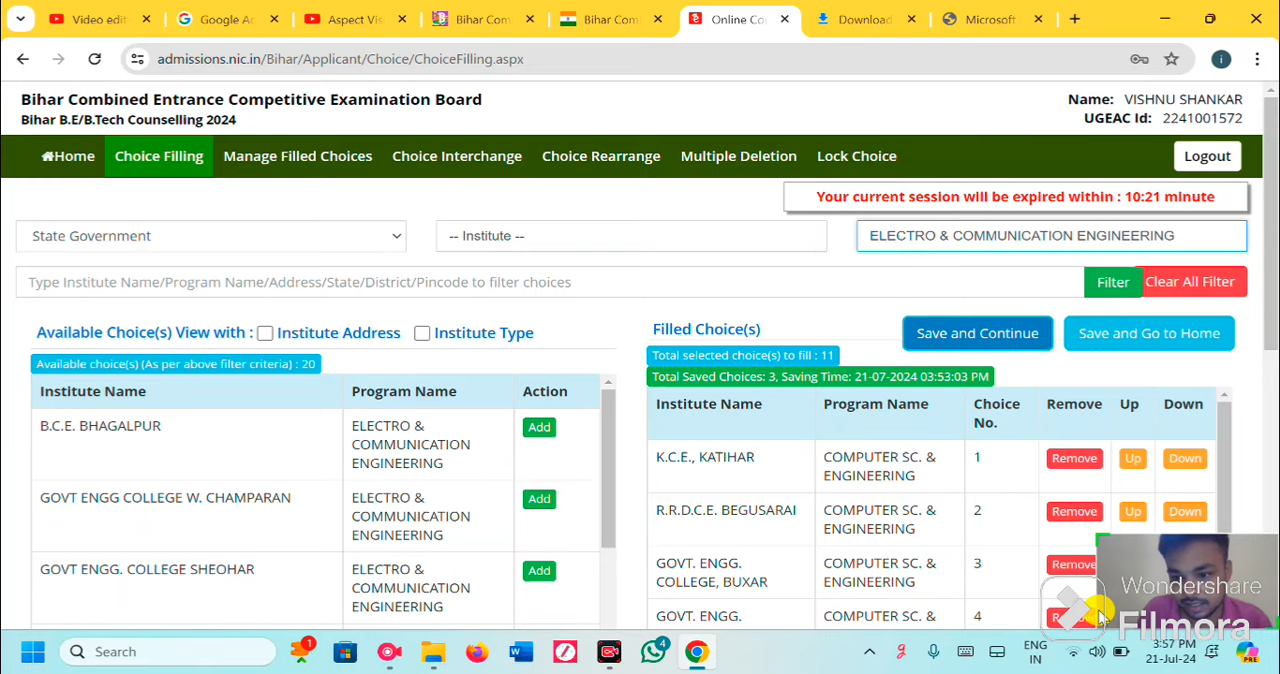 Video edit
Google Ac
Aspect Vis
Bihar Com
Bihar Com
Online Cou
Download
Microsoft
admissions.nic.in/Bihar/Applicant/Choice/ChoiceFilling.aspx
Bihar Combined Entrance Competitive Examination Board
Bihar B.E/B.Tech Counselling 2024
Name: VISHNU SHANKAR
UGEAC Id: 2241001572
Home Choice Filling Manage Filled Choices Choice Interchange Choice Rearrange Multiple Deletion Lock Choice Logout
Your current session will be expired within : 10:21 minute
State Government
-- Institute --
ELECTRO & COMMUNICATION ENGINEERING
Type Institute Name/Program Name/Address/State/District/Pincode to filter choices
Filter
Clear All Filter
Available Choice(s) View with : Institute Address Institute Type
Available choice(s) (As per above filter criteria) : 20
Institute Name Program Name Action
B.C.E. BHAGALPUR
ELECTRO &
COMMUNICATION
ENGINEERING
Add
GOVT ENGG COLLEGE W. CHAMPARAN
ELECTRO &
COMMUNICATION
ENGINEERING
Add
GOVT ENGG. COLLEGE SHEOHAR
ELECTRO &
COMMUNICATION
ENGINEERING
Add
Filled Choice(s)
Save and Continue
Save and Go to Home
Total selected choice(s) to fill : 11
Total Saved Choices: 3, Saving Time: 21-07-2024 03:53:03 PM
Institute Name Program Name Choice
No.
Remove Up Down
K.C.E., KATIHAR
COMPUTER SC. &
ENGINEERING
1
Remove Up Down
R.R.D.C.E. BEGUSARAI
COMPUTER SC. &
ENGINEERING
2
Remove Up Down
GOVT. ENGG.
COLLEGE, BUXAR
COMPUTER SC. &
ENGINEERING
3
Remove
GOVT. ENGG.
COMPUTER SC. &
4
Wondershare
Filmora
Search
1
4
ENG
IN
3:57 PM
21-Jul-24
PRE